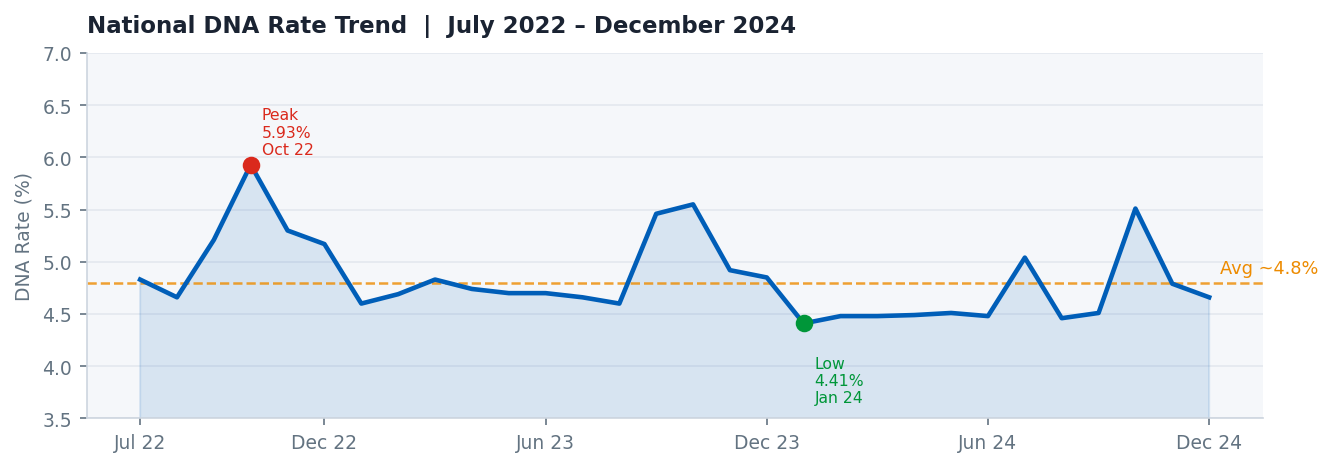 National DNA Rate Trend  |  July 2022 – December 2024
DNA Rate (%)
7.0
6.5
6.0
5.5
5.0
4.5
4.0
3.5
Peak
5.93%
Oct 22
Avg ~4.8%
Low
4.41%
Jan 24
Jul 22
Dec 22
Jun 23
Dec 23
Jun 24
Dec 24